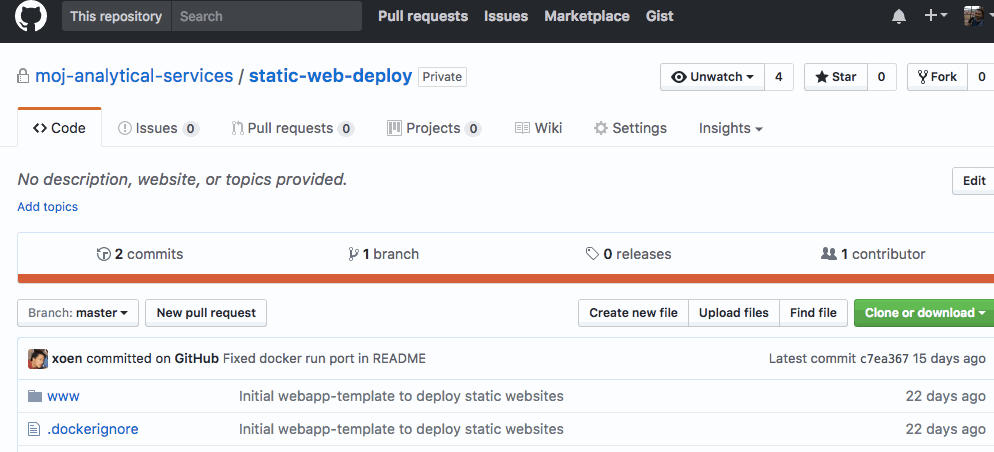 This repository Search Pull requests Issues Marketplace Gist
moj-analytical-services / static-web-deploy Private Unwatch 4 Star 0 Fork 0
Code Issues 0 Pull requests 0 Projects 0 Wiki Settings Insights
No description, website, or topics provided. Edit
Add topics
2 commits 1 branch 0 releases 1 contributor
Branch: master New pull request Create new file Upload files Find file Clone or download
xoen committed on GitHub Fixed docker run port in README Latest commit c7ea367 15 days ago
www Initial webapp-template to deploy static websites 22 days ago
.dockerignore Initial webapp-template to deploy static websites 22 days ago